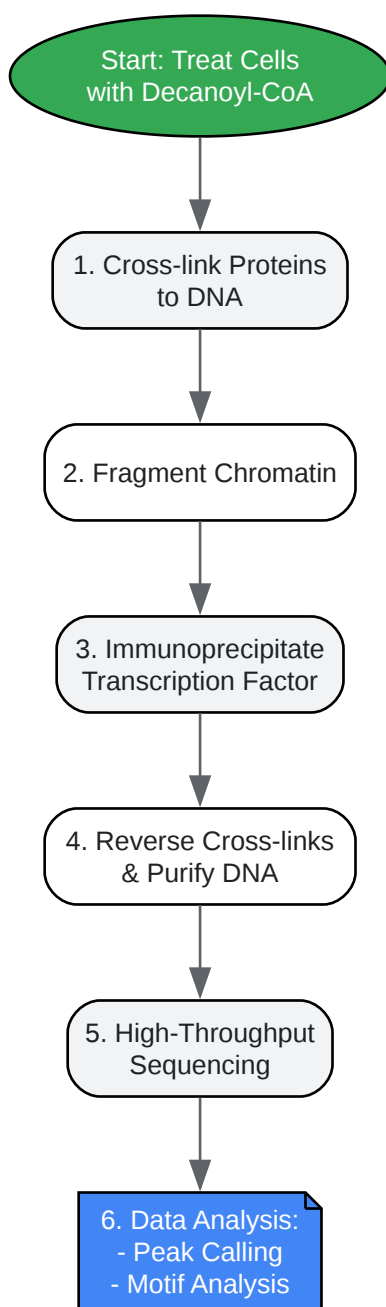 Start: Treat Cells
with Decanoyl-CoA
1. Cross-link Proteins
to DNA
2. Fragment Chromatin
3. Immunoprecipitate
Transcription Factor
4. Reverse Cross-links
& Purify DNA
5. High-Throughput
Sequencing
6. Data Analysis:
- Peak Calling
- Motif Analysis